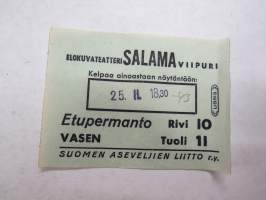 ELOKUVATEATTERI SALAMA VIIPURI
Kelpaa ainoastaan näytäntöön:
25. II. 18,30 -43
Etupermanto Rivi 10
VASEN Tuoli 11
SUOMEN ASEVELJIEN LIITTO r.y.